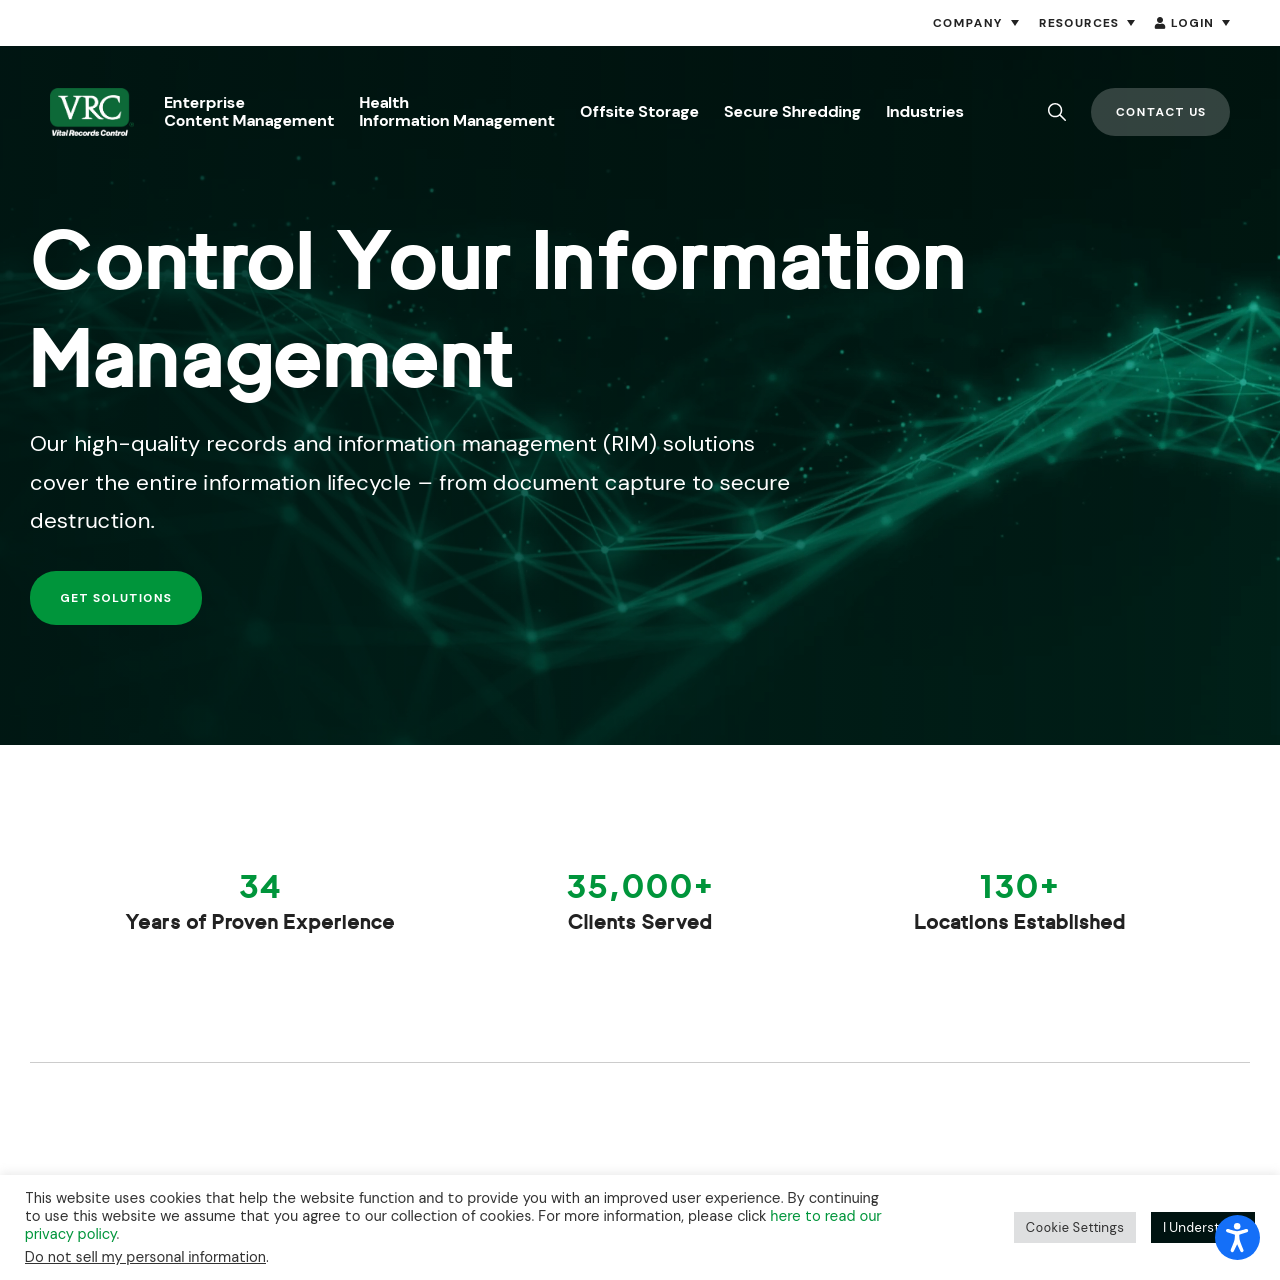 COMPANY RESOURCES LOGIN
VRC
Vital Records Control
Enterprise
Content Management
Health
Information Management
Offsite Storage
Secure Shredding
Industries
CONTACT US
Control Your Information
Management
Our high-quality records and information management (RIM) solutions
cover the entire information lifecycle – from document capture to secure
destruction.
GET SOLUTIONS
34
Years of Proven Experience
35,000+
Clients Served
130+
Locations Established
This website uses cookies that help the website function and to provide you with an improved user experience. By continuing
to use this website we assume that you agree to our collection of cookies. For more information, please click here to read our
privacy policy.
Do not sell my personal information.
Cookie Settings
I